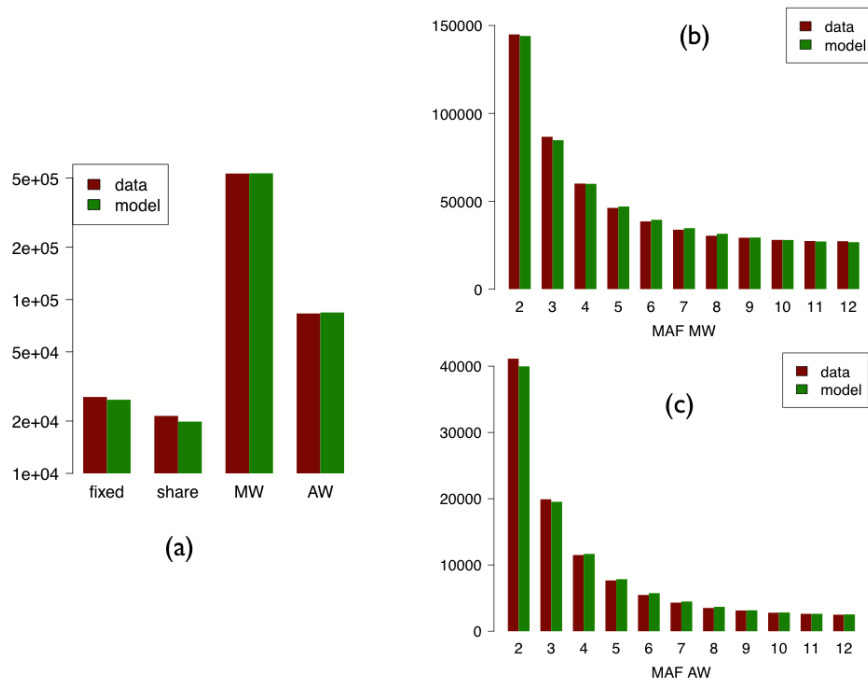 data
model
5e+05
2e+05
1e+05
5e+04
2e+04
1e+04
fixed share MW AW
(a)
(b)
data
model
150000
100000
50000
0
2 3 4 5 6 7 8 9 10 11 12
MAF MW
(c)
data
model
40000
30000
20000
10000
0
2 3 4 5 6 7 8 9 10 11 12
MAF AW